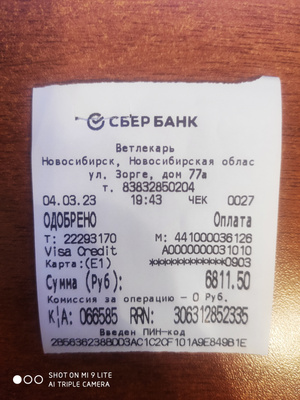 СБЕР БАНК
Ветлекарь
Новосибирск, Новосибирская облас
ул. Зорге, дом 77а
т. 83832850204
04.03.23 19:43 ЧЕК 0027
ОДОБРЕНО Оплата
Т: 22293170 М: 441000036126
Visa Credit A0000000031010
Карта:(E1) ************0903
Сумма (Руб): 6811.50
Комиссия за операцию – 0 Руб.
К/А: 066585 RRN: 306312852335
Введен ПИН-код
SHOT ON MI 9 LITE
AI TRIPLE CAMERA